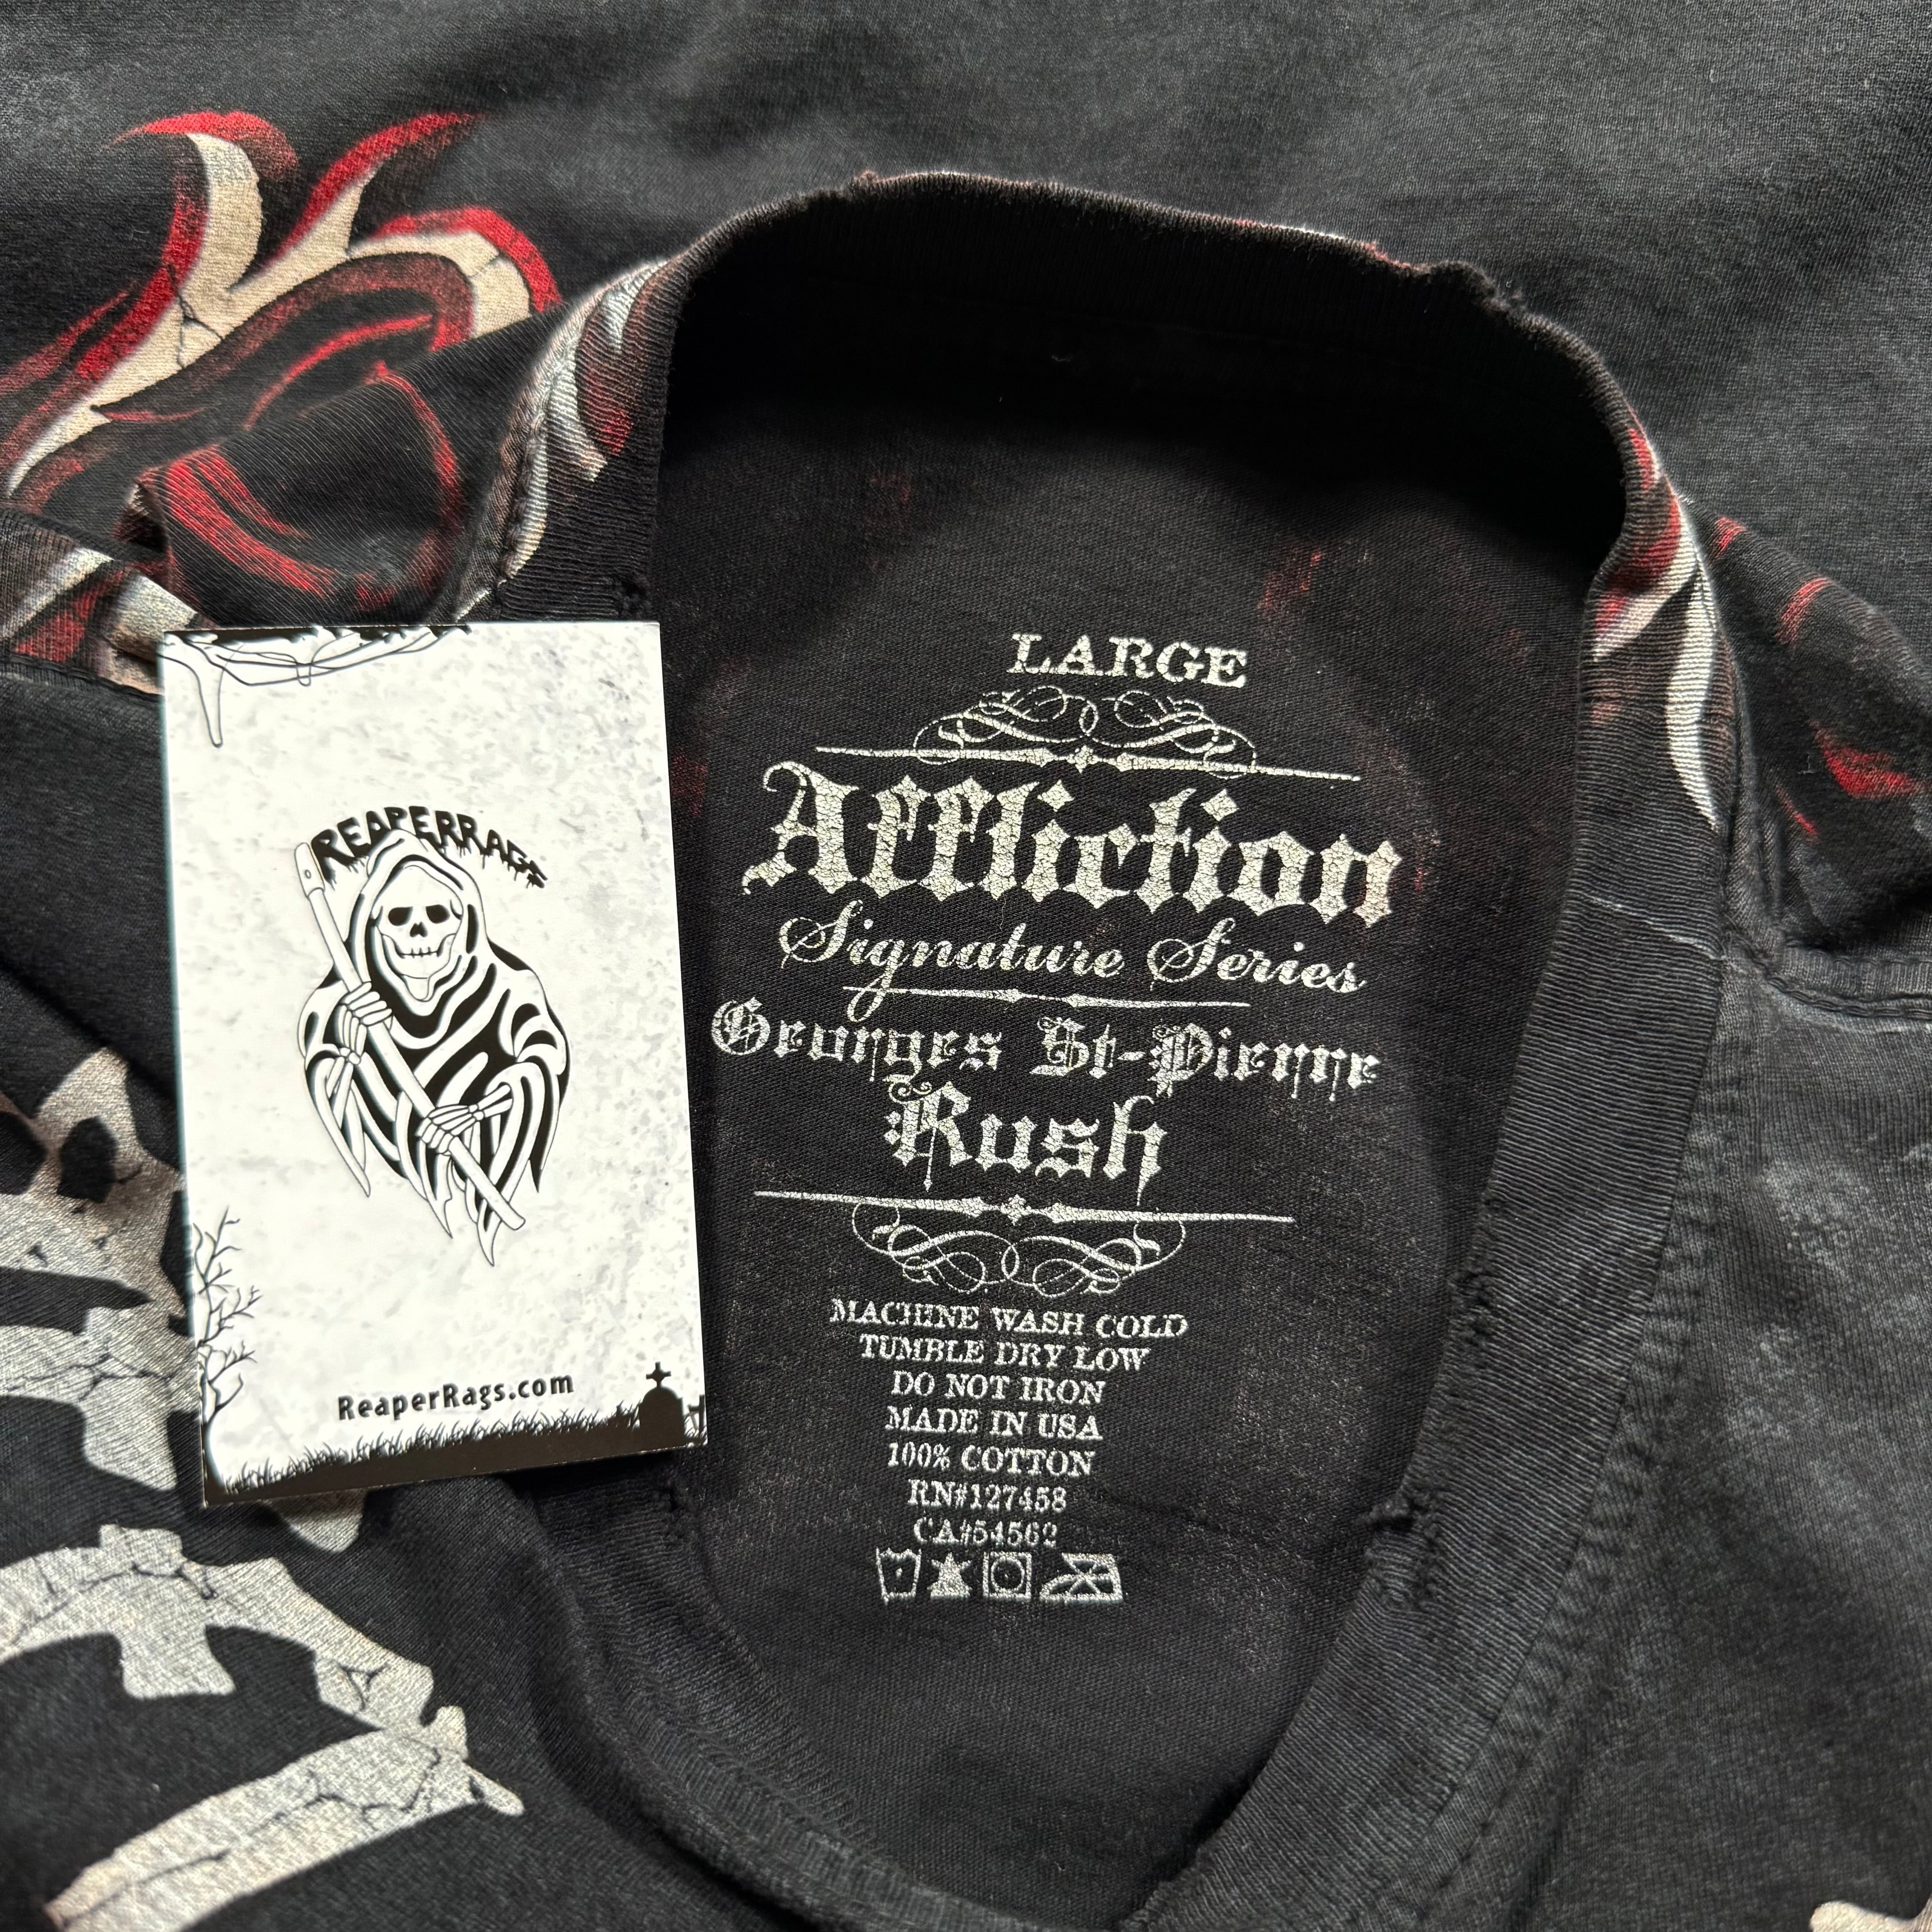 REAPERRAGS
ReaperRags.com
LARGE
Affliction
Signature Series
Georges St-Pierre
Rush
MACHINE WASH COLD
TUMBLE DRY LOW
DO NOT IRON
MADE IN USA
100% COTTON
RN#127458
CA#54562